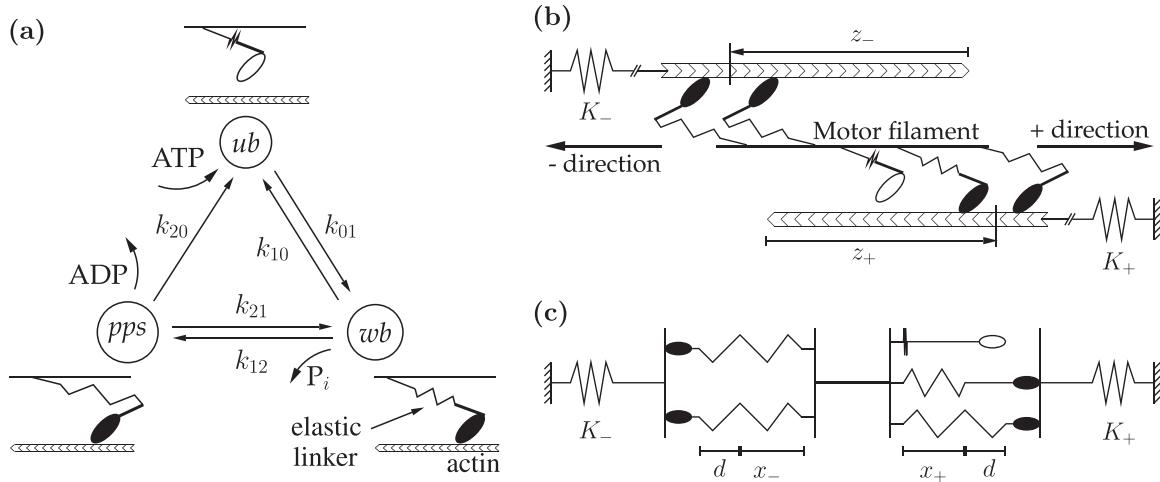 (a)
ub
ATP
k20
k01
k10
ADP
pps
k21
k12
wb
Pi
elastic
linker
actin
(b)
z−
K−
Motor filament
+ direction
- direction
z+
K+
(c)
K−
K+
d
x−
x+
d